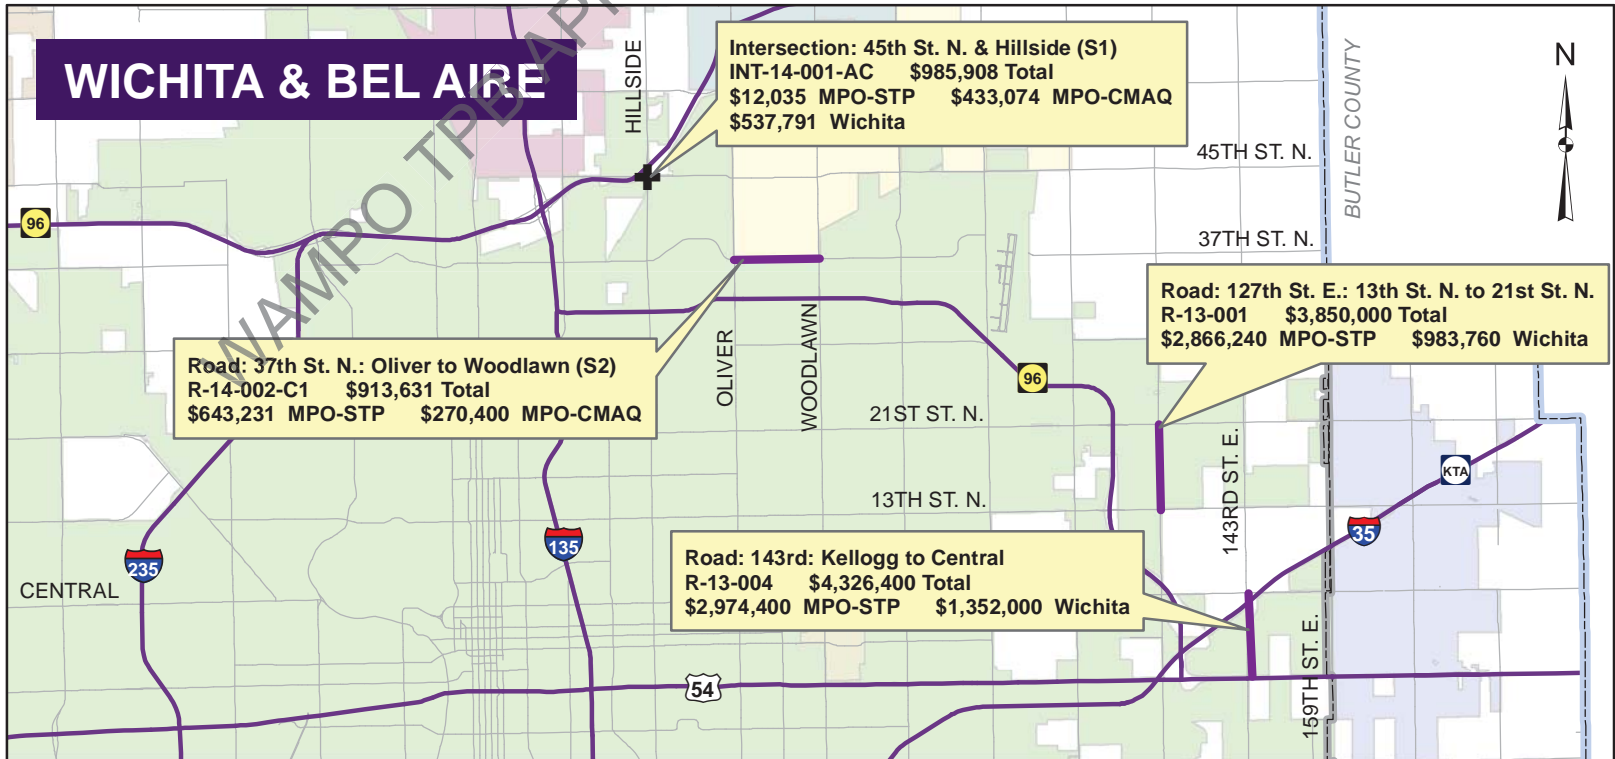 WICHITA & BEL AIRE
WAMPO TPB AP
HILLSIDE
Intersection: 45th St. N. & Hillside (S1)
INT-14-001-AC $985,908 Total
$12,035 MPO-STP $433,074 MPO-CMAQ
$537,791 Wichita
N
BUTLER COUNTY
45TH ST. N.
96
37TH ST. N.
Road: 127th St. E.: 13th St. N. to 21st St. N.
R-13-001 $3,850,000 Total
$2,866,240 MPO-STP $983,760 Wichita
Road: 37th St. N.: Oliver to Woodlawn (S2)
R-14-002-C1 $913,631 Total
$643,231 MPO-STP $270,400 MPO-CMAQ
OLIVER
WOODLAWN
96
21ST ST. N.
143RD ST. E.
KTA
13TH ST. N.
35
135
235
CENTRAL
Road: 143rd: Kellogg to Central
R-13-004 $4,326,400 Total
$2,974,400 MPO-STP $1,352,000 Wichita
159TH ST. E.
54